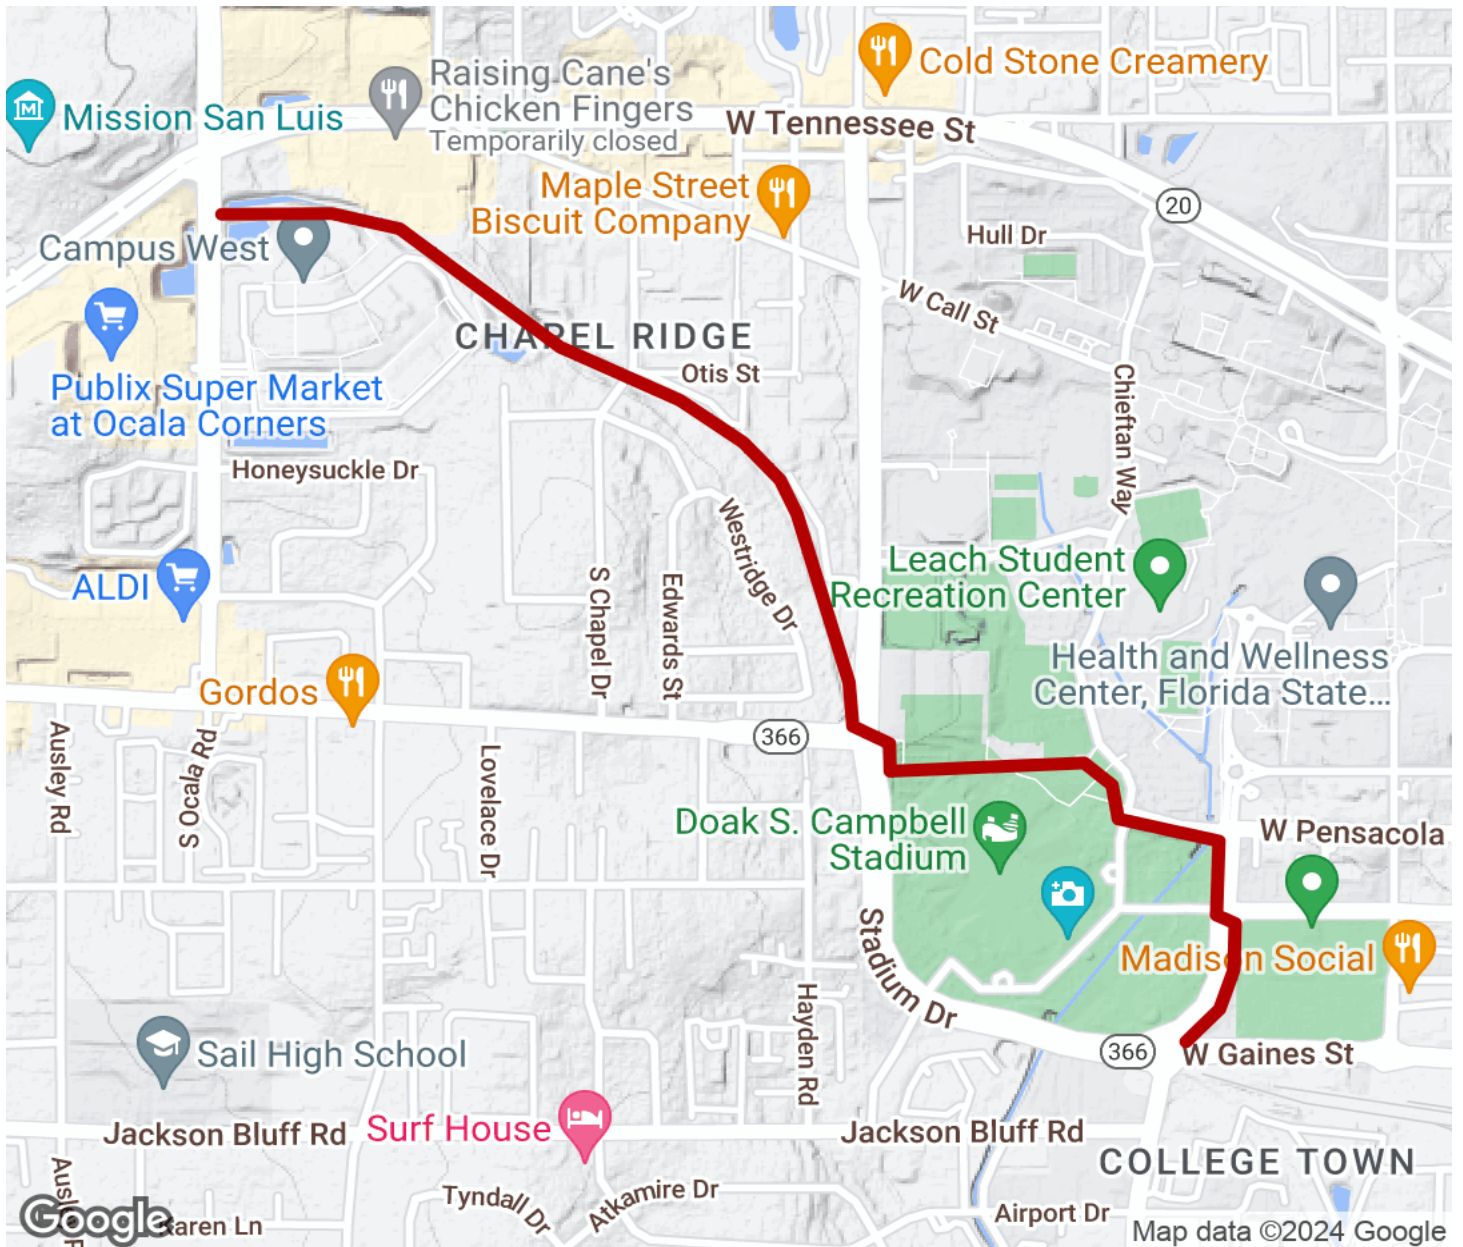 Cold Stone Creamery
Raising Cane's
Chicken Fingers
Temporarily closed
Mission San Luis
W Tennessee St
Maple Street
Biscuit Company
20
Hull Dr
Campus West
W Call St
CHAPEL RIDGE
Otis St
Publix Super Market
at Ocala Corners
Chieftan Way
Honeysuckle Dr
Westridge Dr
Leach Student
Recreation Center
ALDI
S Chapel Dr
Edwards St
Health and Wellness
Center, Florida State...
Gordos
366
Ausley Rd
S Ocala Rd
Lovelace Dr
Doak S. Campbell
Stadium
W Pensacola
Madison Social
Stadium Dr
Hayden Rd
Sail High School
366
W Gaines St
Jackson Bluff Rd
Surf House
Jackson Bluff Rd
COLLEGE TOWN
Tyndall Dr
Atkamire Dr
Airport Dr
Google
Karen Ln
Map data ©2024 Google